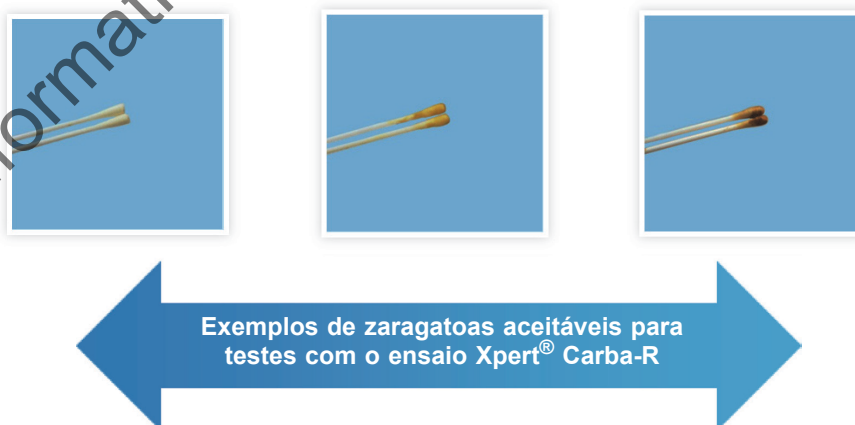 Exemplos de zaragatoas aceitáveis para
testes com o ensaio Xpert® Carba-R